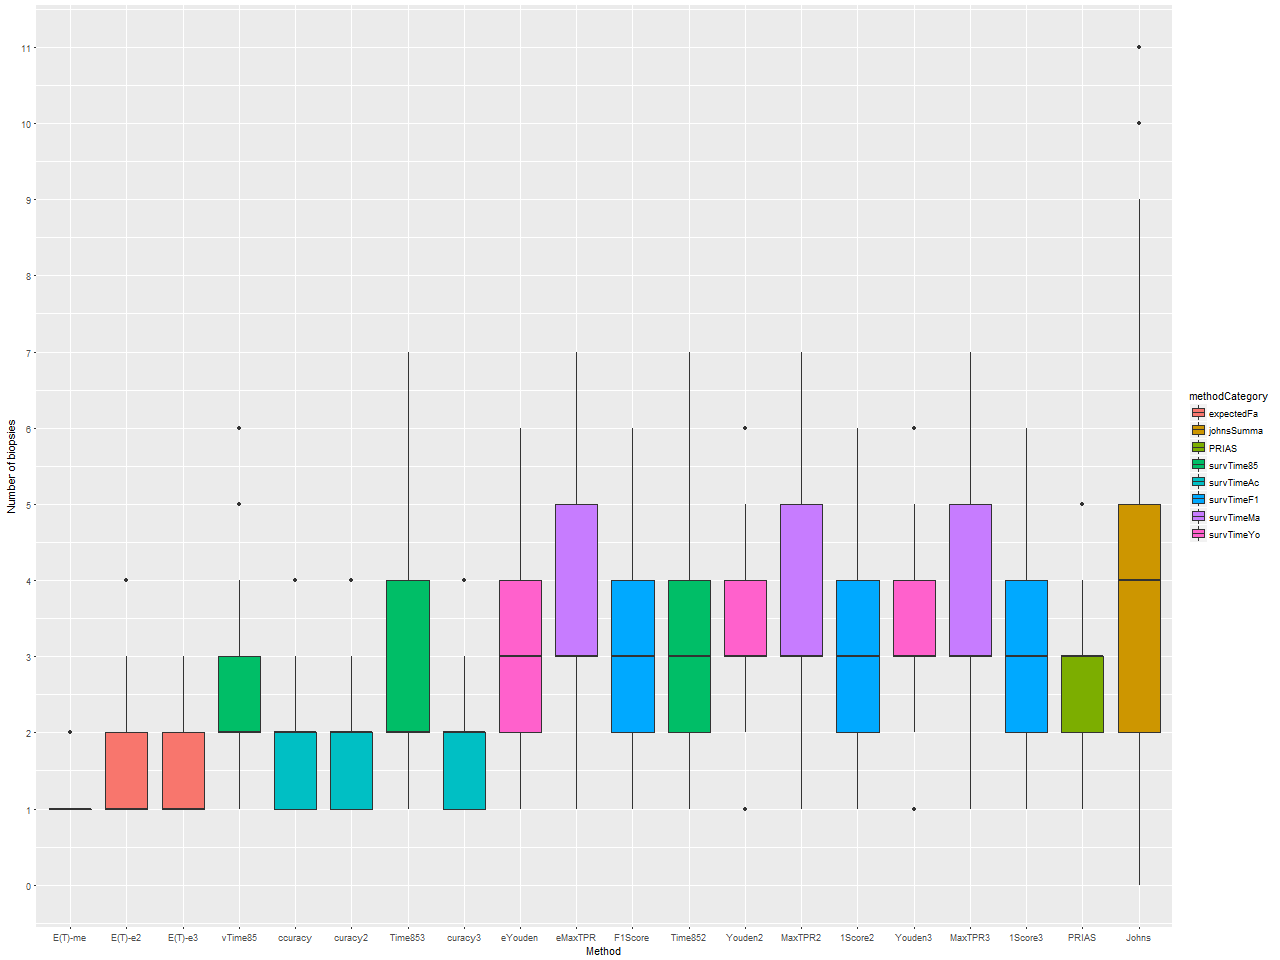 11
10
9
8
7
6
5
4
3
2
1
0
Number of biopsies
E(T)-me E(T)-e2 E(T)-e3 vTime85 ccuracy curacy2 Time853 curacy3 eYouden eMaxTPR F1Score Time852 Youden2 MaxTPR2 1Score2 Youden3 MaxTPR3 1Score3 PRIAS Johns
Method
methodCategory
expectedFa
johnsSumma
PRIAS
survTime85
survTimeAc
survTimeF1
survTimeMa
survTimeYo